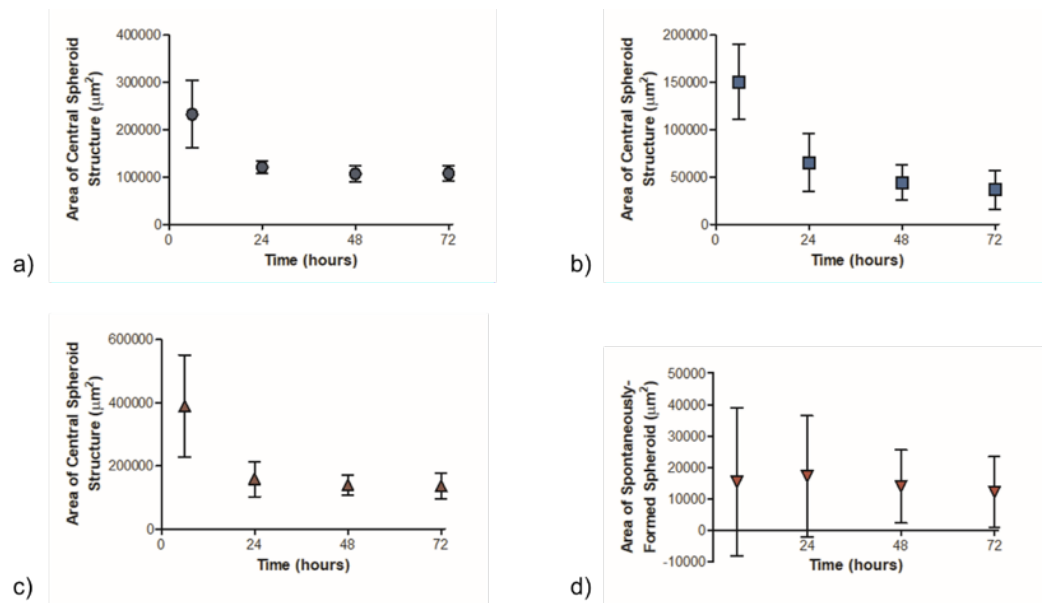 400000
300000
200000
100000
0
0
24
48
72
Area of Central Spheroid
Structure (μm²)
Time (hours)
a)
200000
150000
100000
50000
0
0
24
48
72
Area of Central Spheroid
Structure (μm²)
Time (hours)
b)
600000
400000
200000
0
0
24
48
72
Area of Central Spheroid
Structure (μm²)
Time (hours)
c)
50000
40000
30000
20000
10000
0
-10000
24
48
72
Area of Spontaneously-
Formed Spheroid (μm²)
Time (hours)
d)